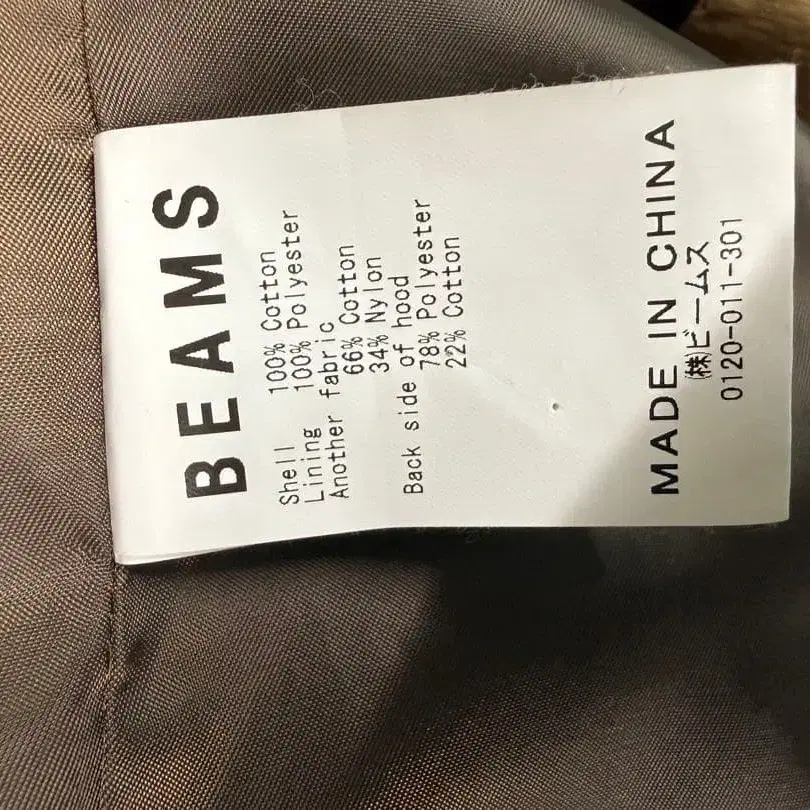 BEAMS
Shell 100% Cotton
Lining 100% Polyester
Another fabric
66% Cotton
34% Nylon
Back side of hood
78% Polyester
22% Cotton
MADE IN CHINA
㈱ビームス
0120-011-301